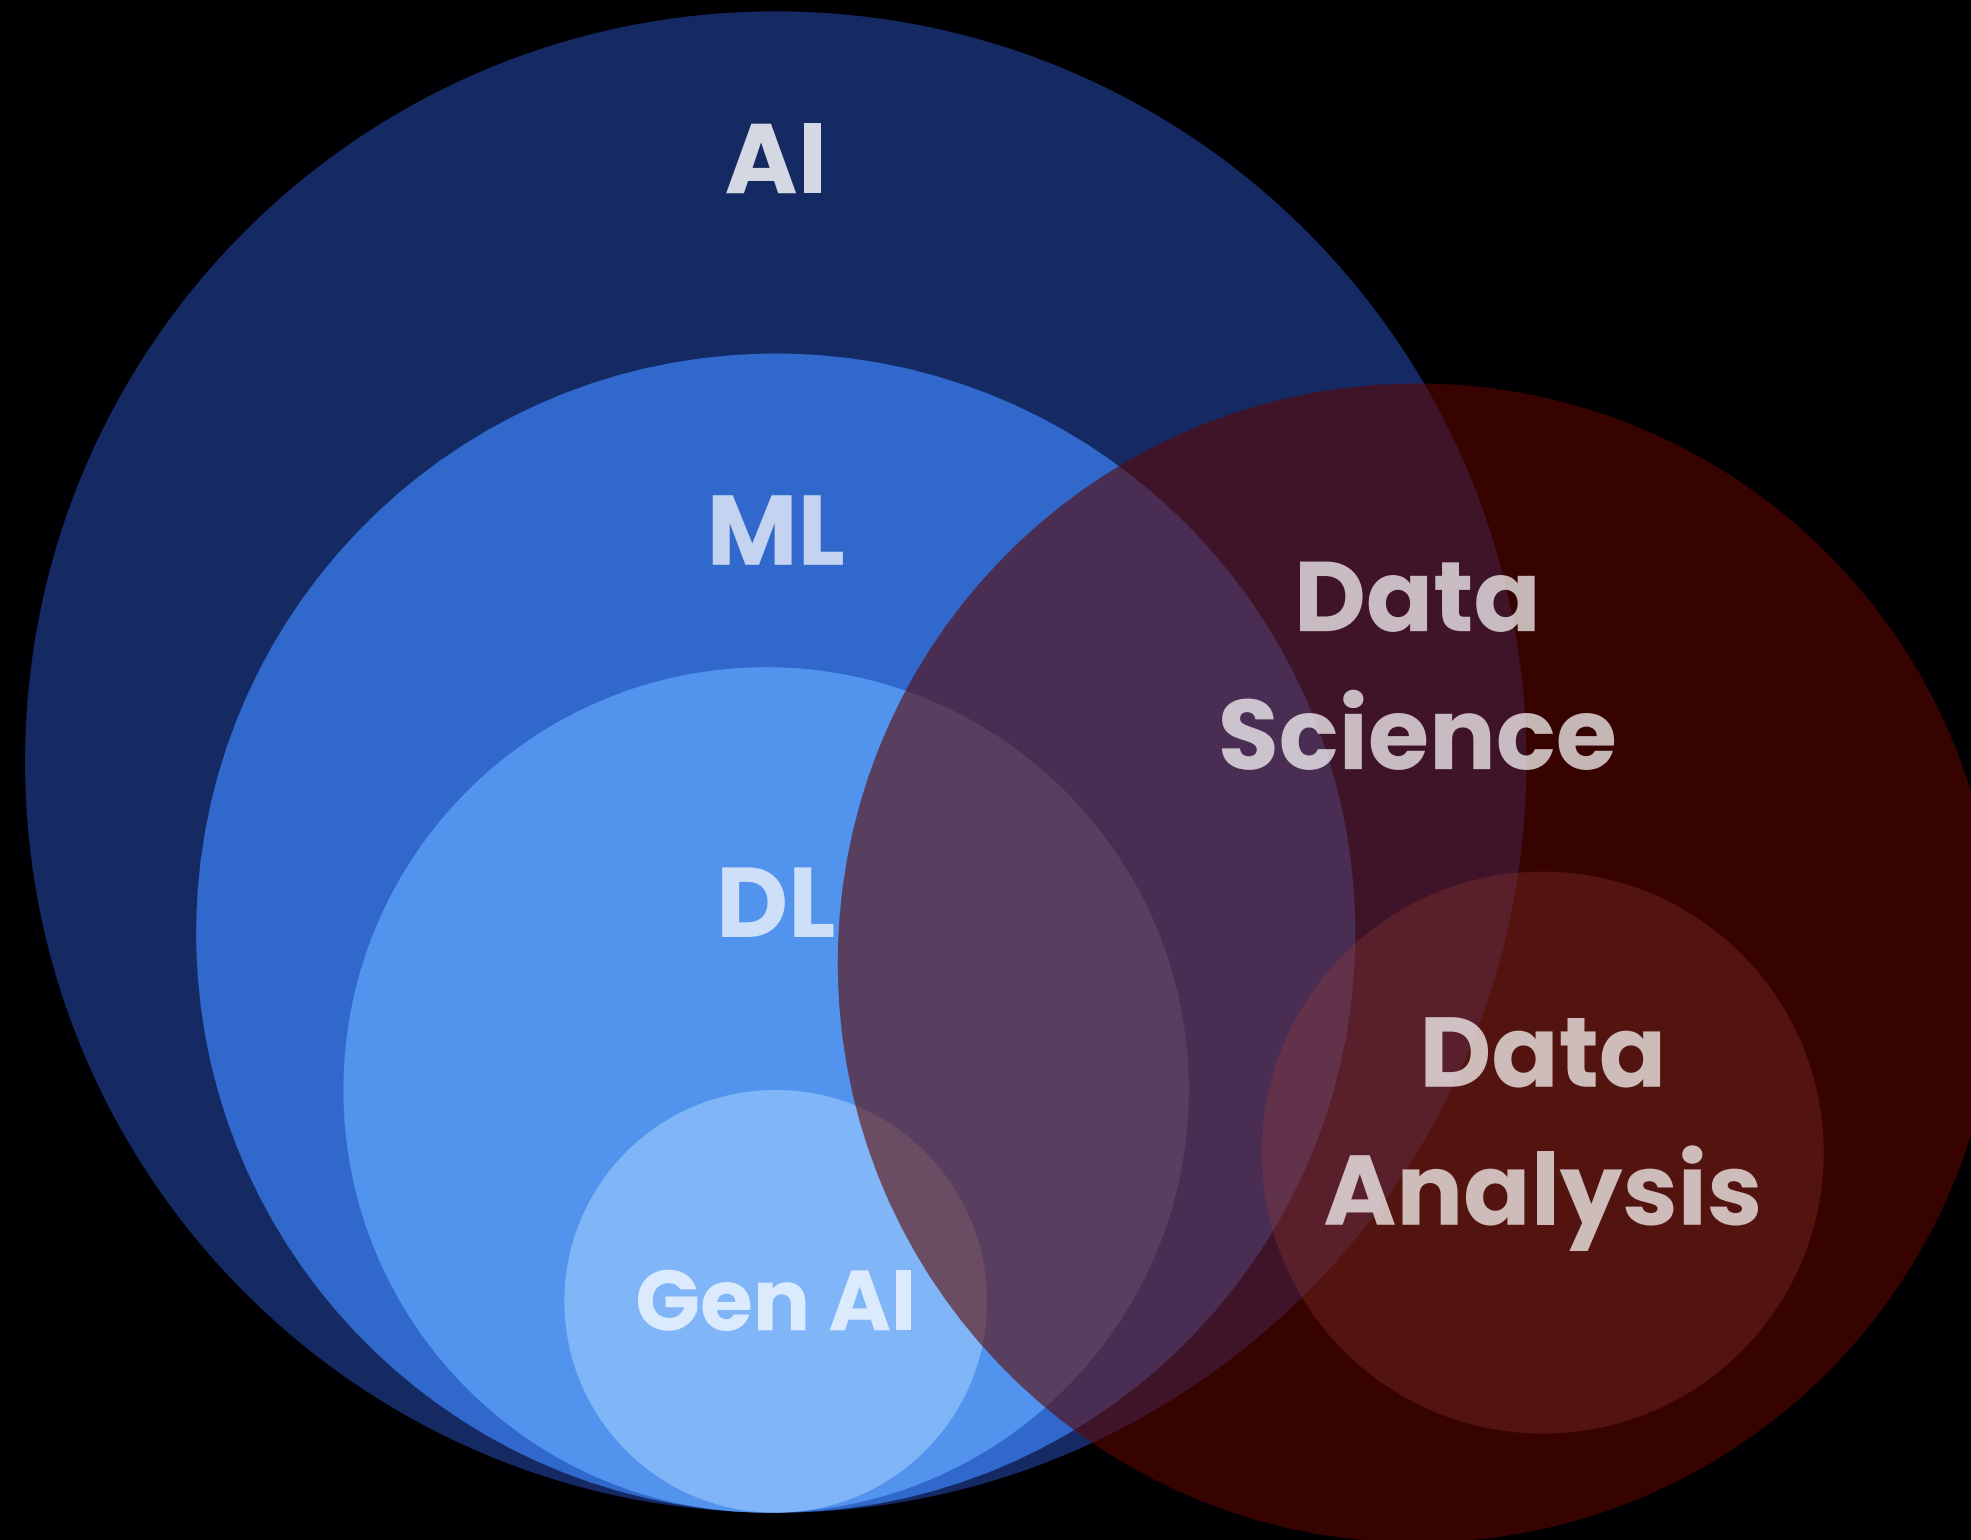 AI
ML
Data
Science
DL
Data
Analysis
Gen AI